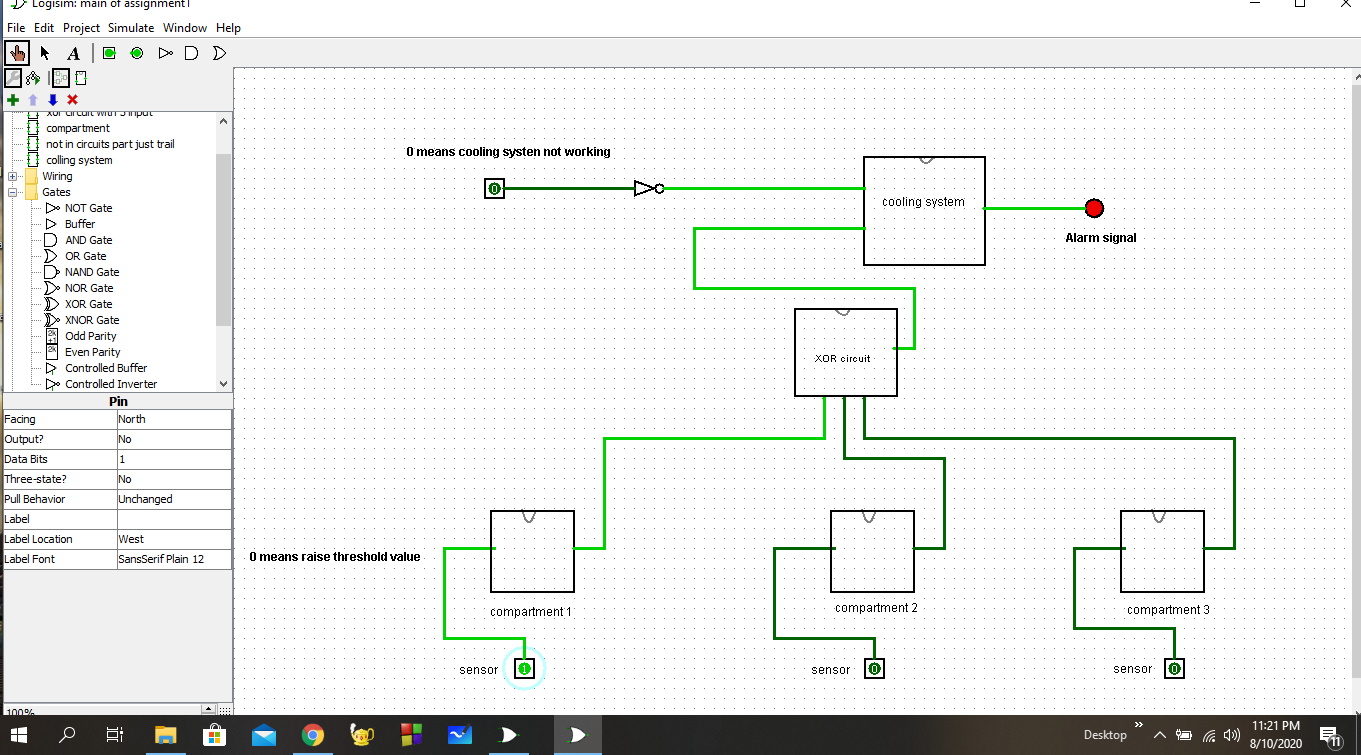 Logisim: main of assignment1
File Edit Project Simulate Window Help
xor circuit with 3 input
compartment
not in circuits part just trail
colling system
Wiring
Gates
NOT Gate
Buffer
AND Gate
OR Gate
NAND Gate
NOR Gate
XOR Gate
XNOR Gate
Odd Parity
Even Parity
Controlled Buffer
Controlled Inverter
Pin
Facing North
Output? No
Data Bits 1
Three-state? No
Pull Behavior Unchanged
Label
Label Location West
Label Font SansSerif Plain 12
100%
0 means cooling systen not working
0
cooling system
Alarm signal
XOR circuit
0 means raise threshold value
compartment 1
compartment 2
compartment 3
sensor 1
sensor 0
sensor 0
Desktop
11:21 PM
8/10/2020
11